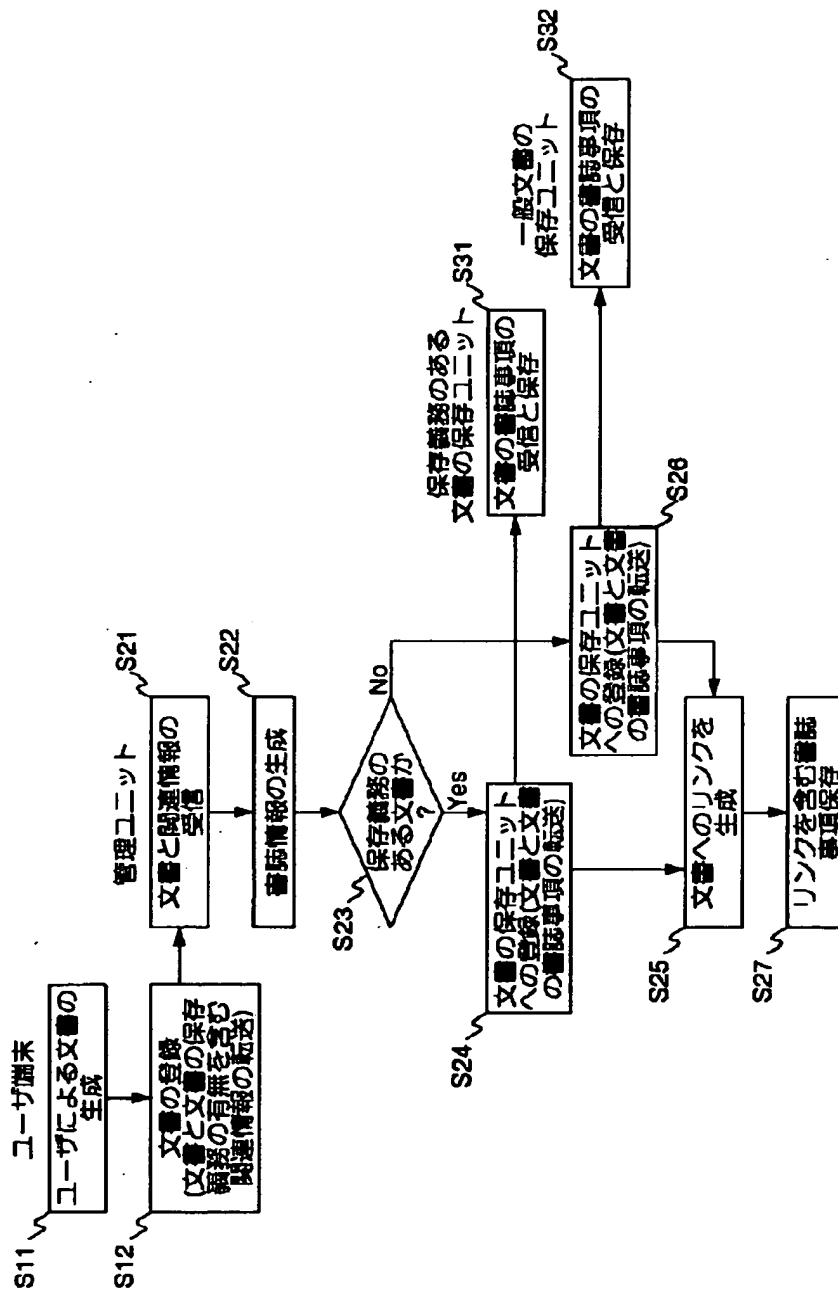 ユーザ端末
S11
ユーザによる文書の
生成
S12
文書の登録
(文書と文書の保存
義務の有無を含む
関連情報の転送)
管理ユニット
S21
文書と関連情報の
受信
S22
書誌情報の生成
S23
保存義務の
ある文書か
?
Yes
No
S24
文書の保存ユニット
への登録(文書と文書
の書誌事項の転送)
S25
文書へのリンクを
生成
S26
文書の保存ユニット
への登録(文書と文書
の書誌事項の転送)
S27
リンクを含む書誌
事項保存
保存義務のある
文書の保存ユニット
S31
文書の書誌事項の
受信と保存
一般文書の
保存ユニット
S32
文書の書誌事項の
受信と保存